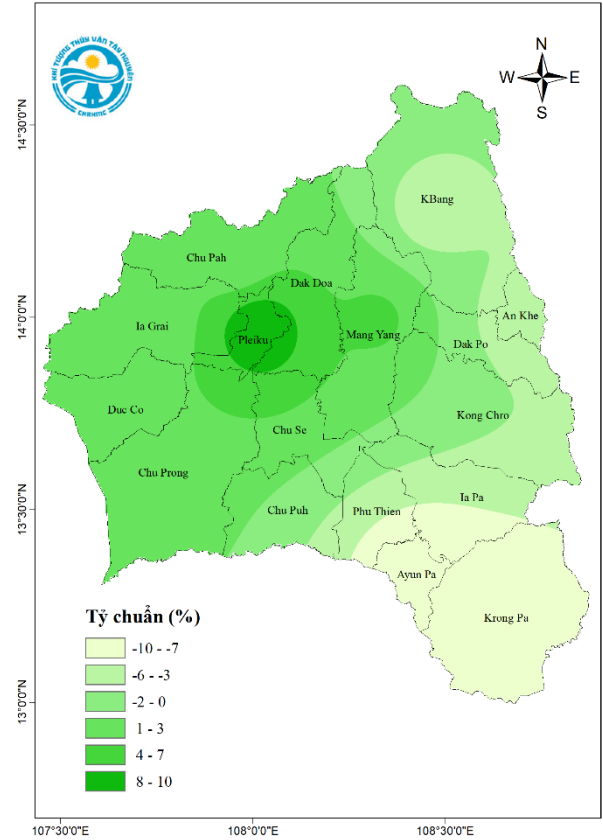 KHÍ TƯỢNG THỦY VĂN TÂY NGUYÊN
CRRHMC
N
W
E
S
14°30'0"N
14°0'0"N
13°30'0"N
13°0'0"N
KBang
Chu Pah
Dak Doa
Ia Grai
Pleiku
Mang Yang
An Khe
Dak Po
Duc Co
Chu Se
Kong Chro
Chu Prong
Chu Puh
Phu Thien
Ia Pa
Ayun Pa
Krong Pa
Tỷ chuẩn (%)
-10 - -7
-6 - -3
-2 - 0
1 - 3
4 - 7
8 - 10
107°30'0"E
108°0'0"E
108°30'0"E